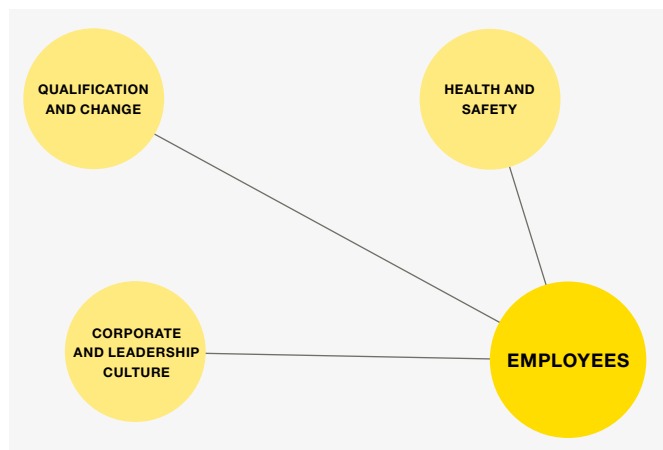 QUALIFICATION
AND CHANGE
HEALTH AND
SAFETY
CORPORATE
AND LEADERSHIP
CULTURE
EMPLOYEES